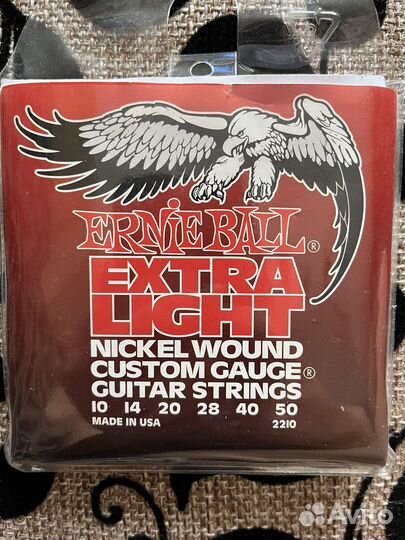 ERNIE BALL®
EXTRA
LIGHT
NICKEL WOUND
CUSTOM GAUGE®
GUITAR STRINGS
10 14 20 28 40 50
MADE IN USA 2210
Avito